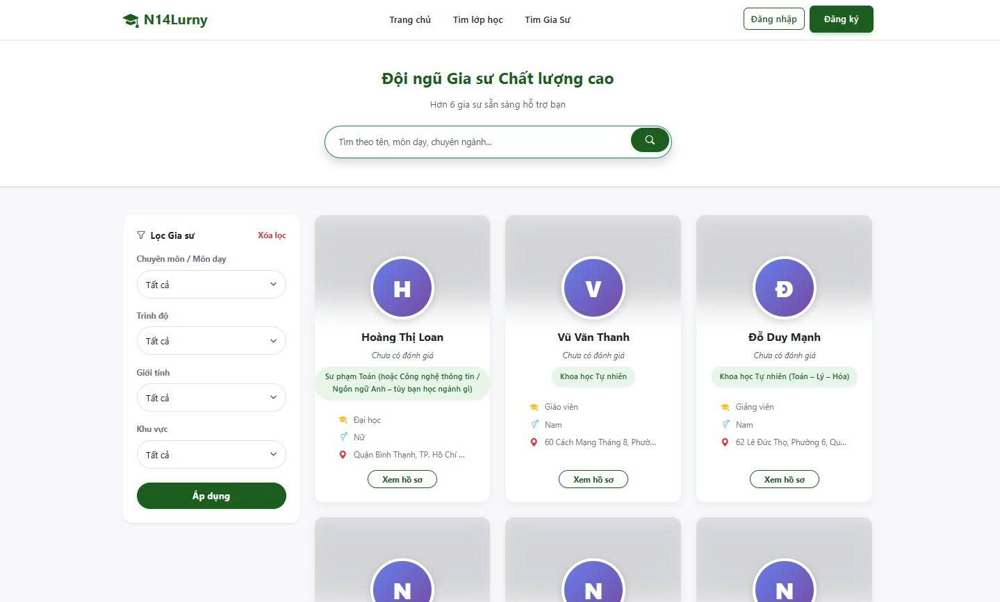 N14Lurny
Trang chủ
Tìm lớp học
Tìm Gia Sư
Đăng nhập
Đăng ký
Đội ngũ Gia sư Chất lượng cao
Hơn 6 gia sư sẵn sàng hỗ trợ bạn
Tìm theo tên, môn dạy, chuyên ngành...
Lọc Gia sư
Xóa lọc
Chuyên môn / Môn dạy
Tất cả
Trình độ
Tất cả
Giới tính
Tất cả
Khu vực
Tất cả
Áp dụng
H
Hoàng Thị Loan
Chưa có đánh giá
Sư phạm Toán (hoặc Công nghệ thông tin /
Ngôn ngữ Anh – tùy bạn học ngành gì)
Đại học
Nữ
Quận Bình Thạnh, TP. Hồ Chí ...
Xem hồ sơ
V
Vũ Văn Thanh
Chưa có đánh giá
Khoa học Tự nhiên
Giáo viên
Nam
60 Cách Mạng Tháng 8, Phườ...
Xem hồ sơ
Đ
Đỗ Duy Mạnh
Chưa có đánh giá
Khoa học Tự nhiên (Toán – Lý – Hóa)
Giảng viên
Nam
62 Lê Đức Thọ, Phường 6, Qu...
Xem hồ sơ
N
N
N